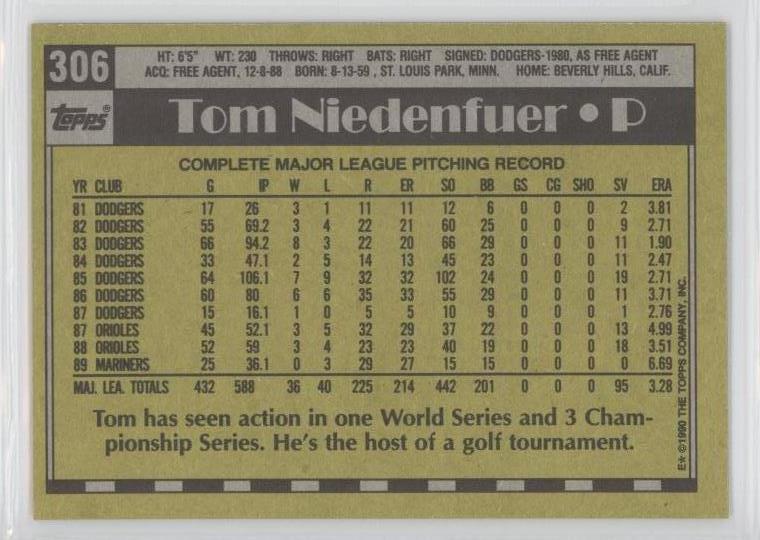 306
HT: 6'5" WT: 230 THROWS: RIGHT BATS: RIGHT SIGNED: DODGERS-1980, AS FREE AGENT
ACQ: FREE AGENT, 12-8-88 BORN: 8-13-59 , ST. LOUIS PARK, MINN. HOME: BEVERLY HILLS, CALIF.
topps®
Tom Niedenfuer • P
COMPLETE MAJOR LEAGUE PITCHING RECORD
YR CLUB G IP W L R ER SO BB GS CG SHO SV ERA
81 DODGERS 17 26 3 1 11 11 12 6 0 0 0 2 3.81
82 DODGERS 55 69.2 3 4 22 21 60 25 0 0 0 9 2.71
83 DODGERS 66 94.2 8 3 22 20 66 29 0 0 0 11 1.90
84 DODGERS 33 47.1 2 5 14 13 45 23 0 0 0 11 2.47
85 DODGERS 64 106.1 7 9 32 32 102 24 0 0 0 19 2.71
86 DODGERS 60 80 6 6 35 33 55 29 0 0 0 11 3.71
87 DODGERS 15 16.1 1 0 5 5 10 9 0 0 0 1 2.76
87 ORIOLES 45 52.1 3 5 32 29 37 22 0 0 0 13 4.99
88 ORIOLES 52 59 3 4 23 23 40 19 0 0 0 18 3.51
89 MARINERS 25 36.1 0 3 29 27 15 15 0 0 0 0 6.69
MAJ. LEA. TOTALS 432 588 36 40 225 214 442 201 0 0 0 95 3.28
Tom has seen action in one World Series and 3 Cham-
pionship Series. He's the host of a golf tournament.
E★ ©1990 THE TOPPS COMPANY, INC.